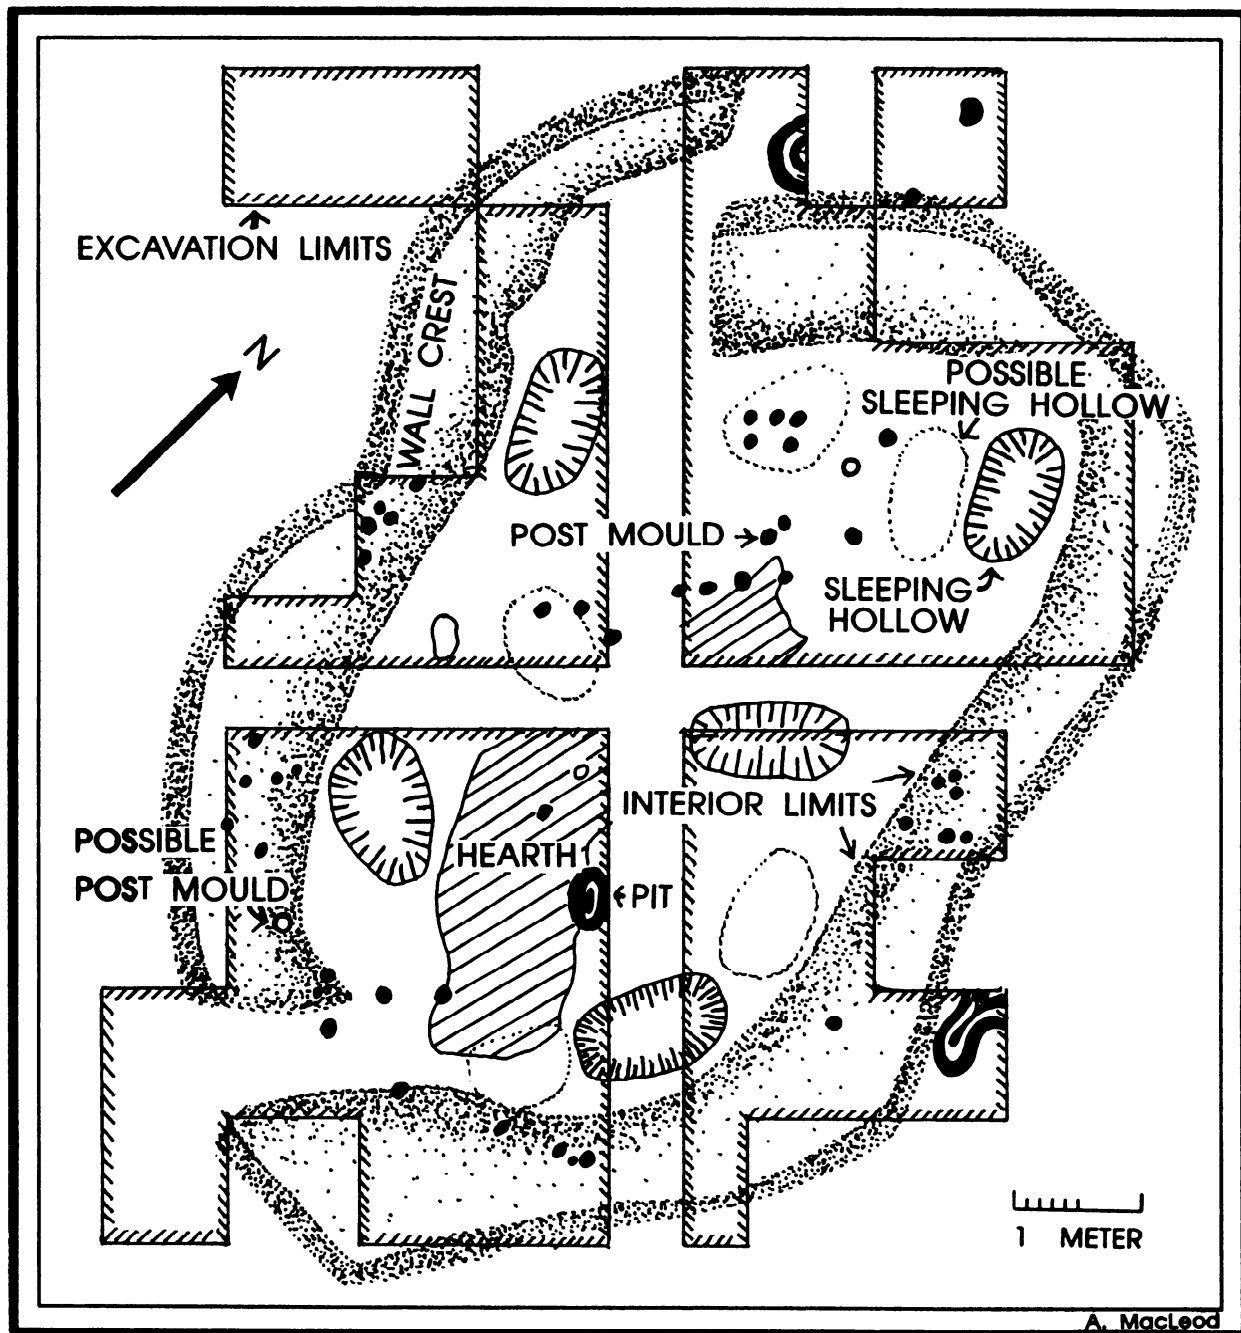 EXCAVATION LIMITS
WALL CREST
N
POSSIBLE
SLEEPING HOLLOW
POST MOULD
SLEEPING
HOLLOW
INTERIOR LIMITS
POSSIBLE
POST MOULD
HEARTH
PIT
1 METER
A. MacLeod